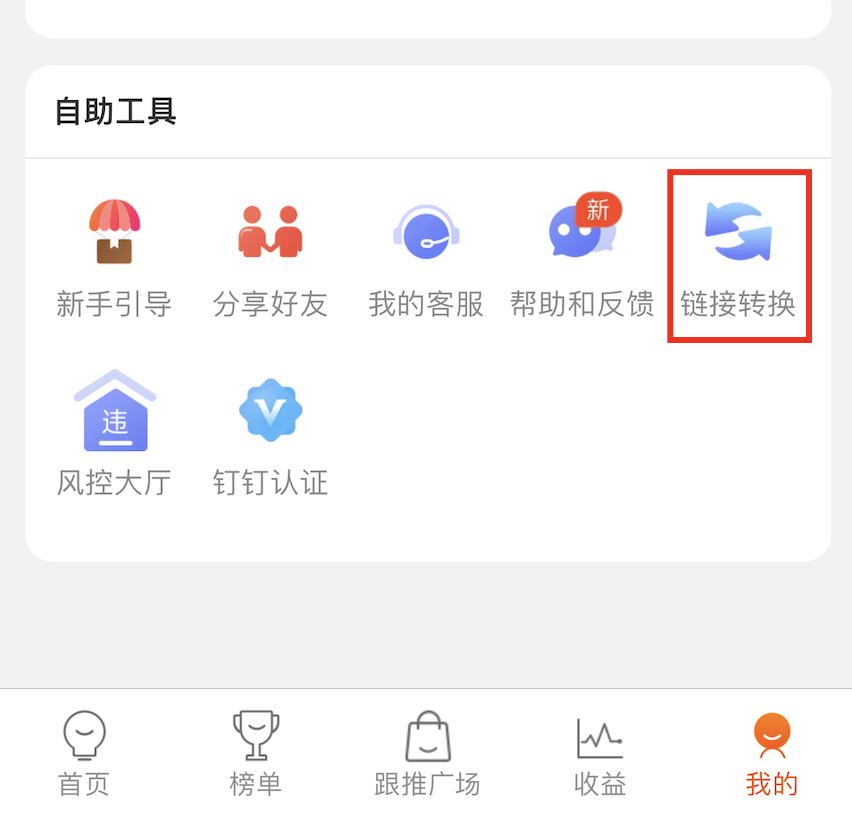 自助工具
新
新手引导 分享好友 我的客服 帮助和反馈 链接转换
违
V
风控大厅 钉钉认证
首页 榜单 跟推广场 收益 我的